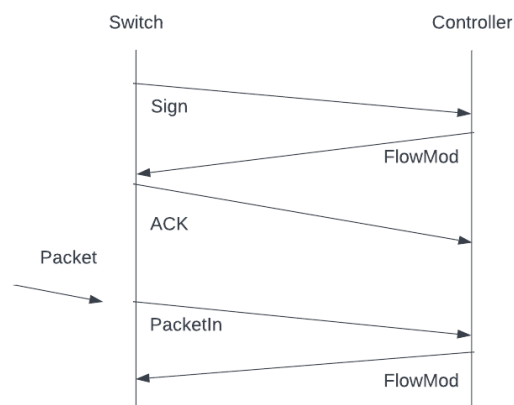 Switch
Controller
Sign
FlowMod
ACK
Packet
PacketIn
FlowMod